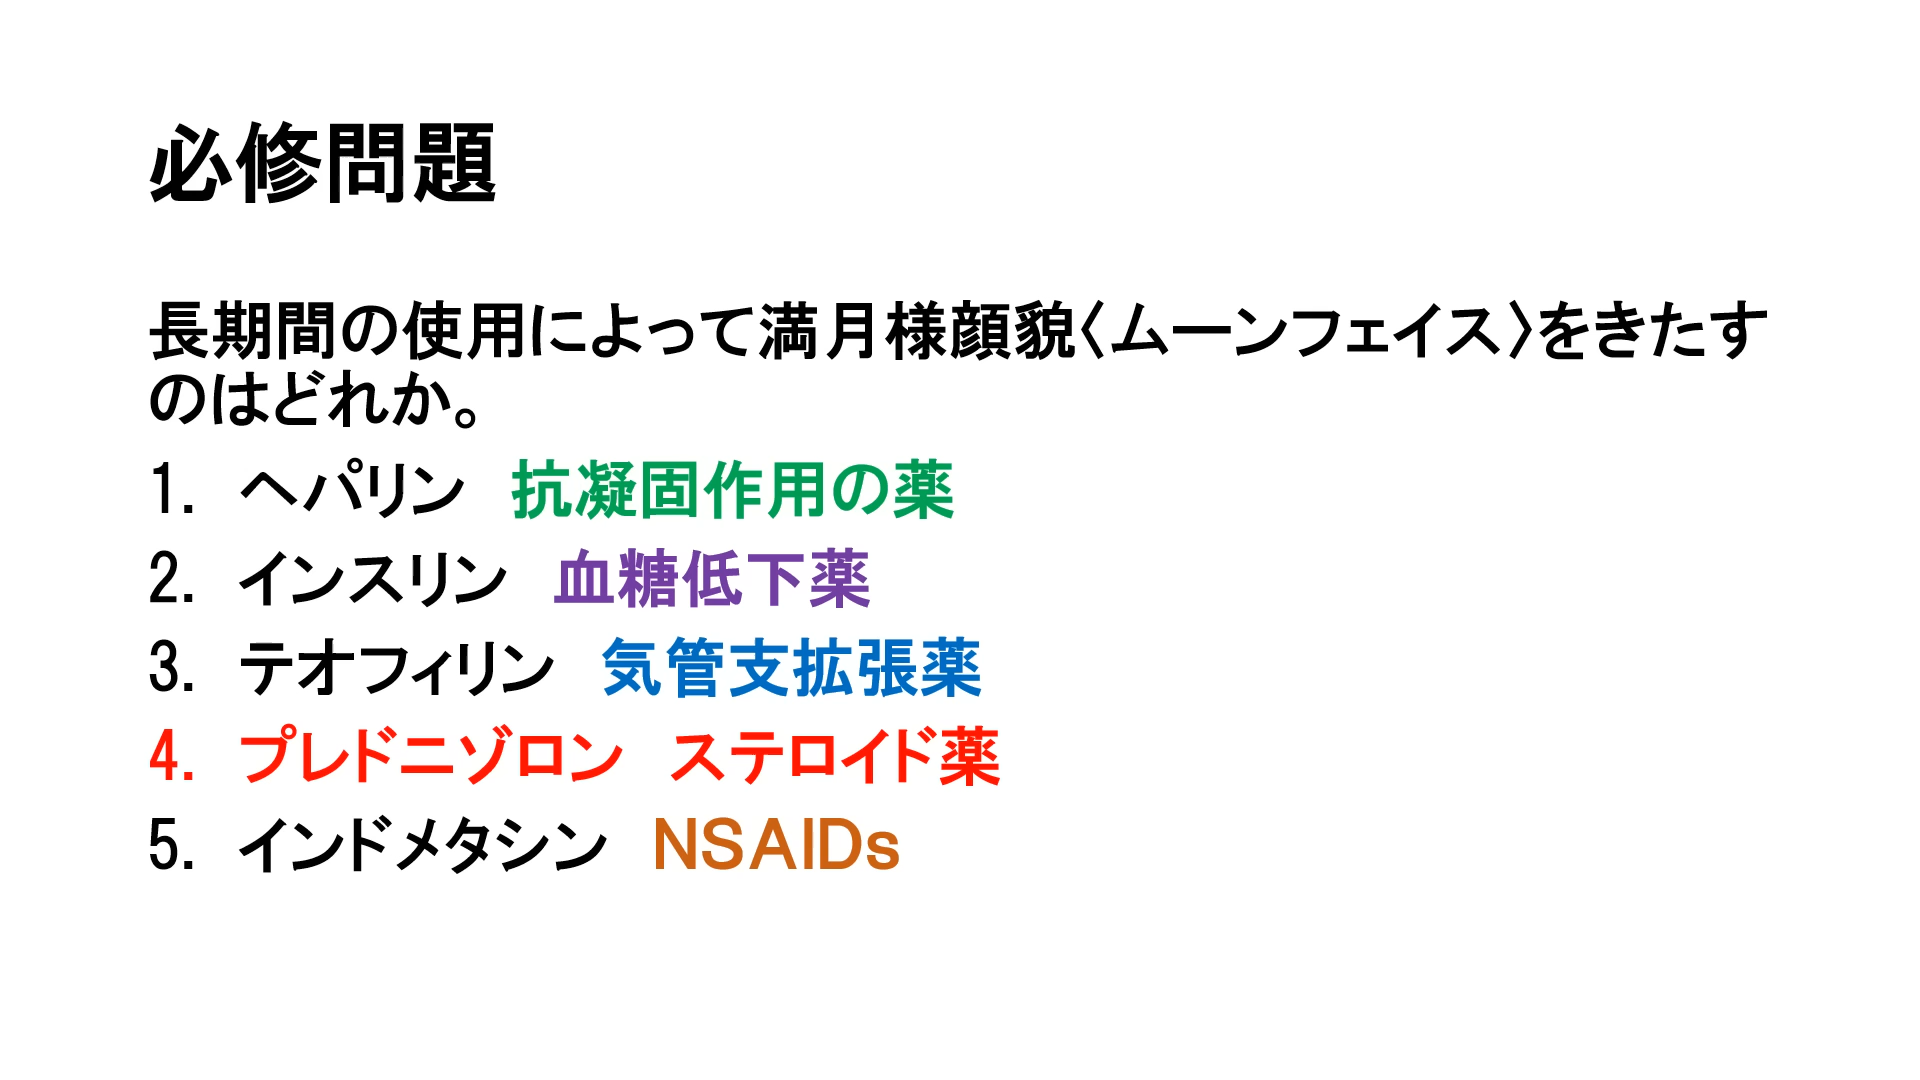 必修問題
長期間の使用によって満月様顔貌〈ムーンフェイス〉をきたす
のはどれか。
1. ヘパリン　抗凝固作用の薬
2. インスリン　血糖低下薬
3. テオフィリン　気管支拡張薬
4. プレドニゾロン　ステロイド薬
5. インドメタシン　NSAIDs